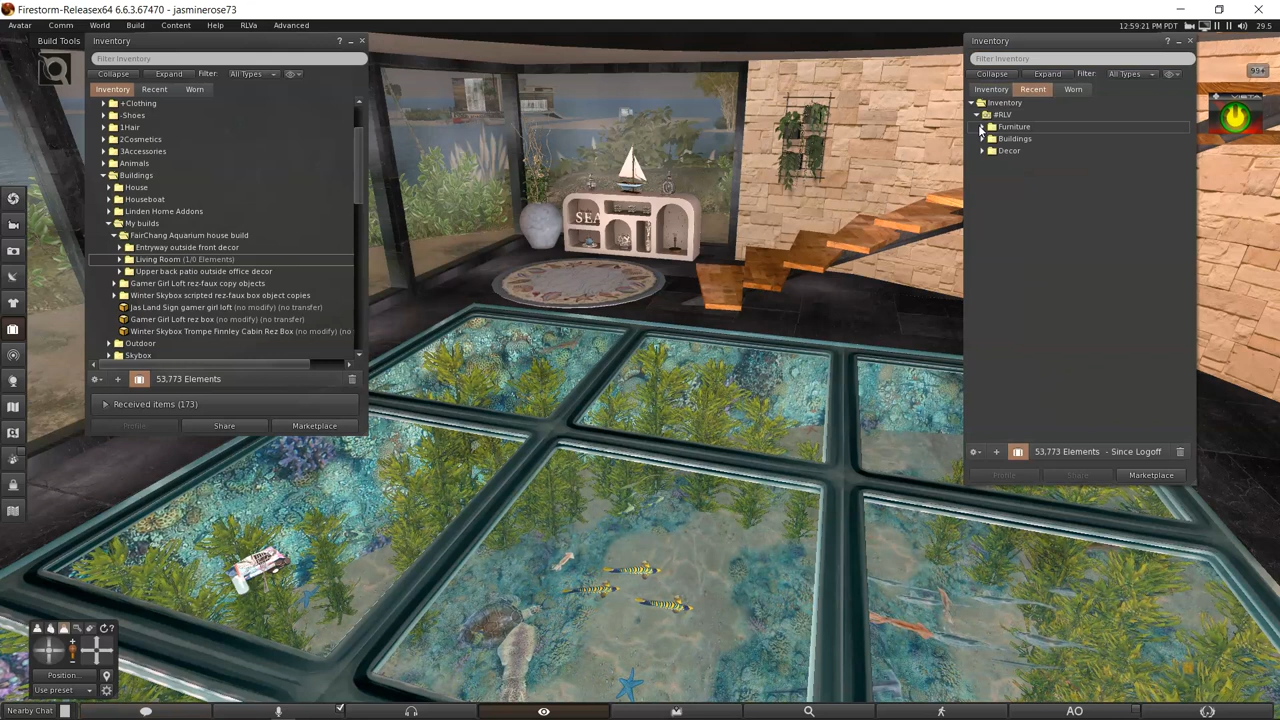 Firestorm-Releasex64 6.6.3.67470 - jasminerose73
Avatar Comm World Build Content Help RLVa Advanced
12:59:21 PM PDT
29.5
Build Tools
Inventory
?
Filter Inventory
Collapse Expand Filter: All Types
Inventory Recent Worn
+Clothing
-Shoes
1Hair
2Cosmetics
3Accessories
Animals
Buildings
House
Houseboat
Linden Home Addons
My builds
FairChang Aquarium house build
Entryway outside front decor
Living Room (1/0 Elements)
Upper back patio outside office decor
Gamer Girl Loft rez-faux copy objects
Winter Skybox scripted rez-faux box object copies
Jas Land Sign gamer girl loft (no modify) (no transfer)
Gamer Girl Loft rez box (no modify) (no transfer)
Winter Skybox Trompe Finnley Cabin Rez Box (no modify) (no
Outdoor
Skybox
53,773 Elements
Received items (173)
Profile Share Marketplace
SEA
Inventory
?
Filter Inventory
Collapse Expand Filter: All Types
Inventory Recent Worn
Inventory
#RLV
Furniture
Buildings
Decor
53,773 Elements - Since Logoff
Profile Share Marketplace
99+
Position...
Use preset
Nearby Chat
AO